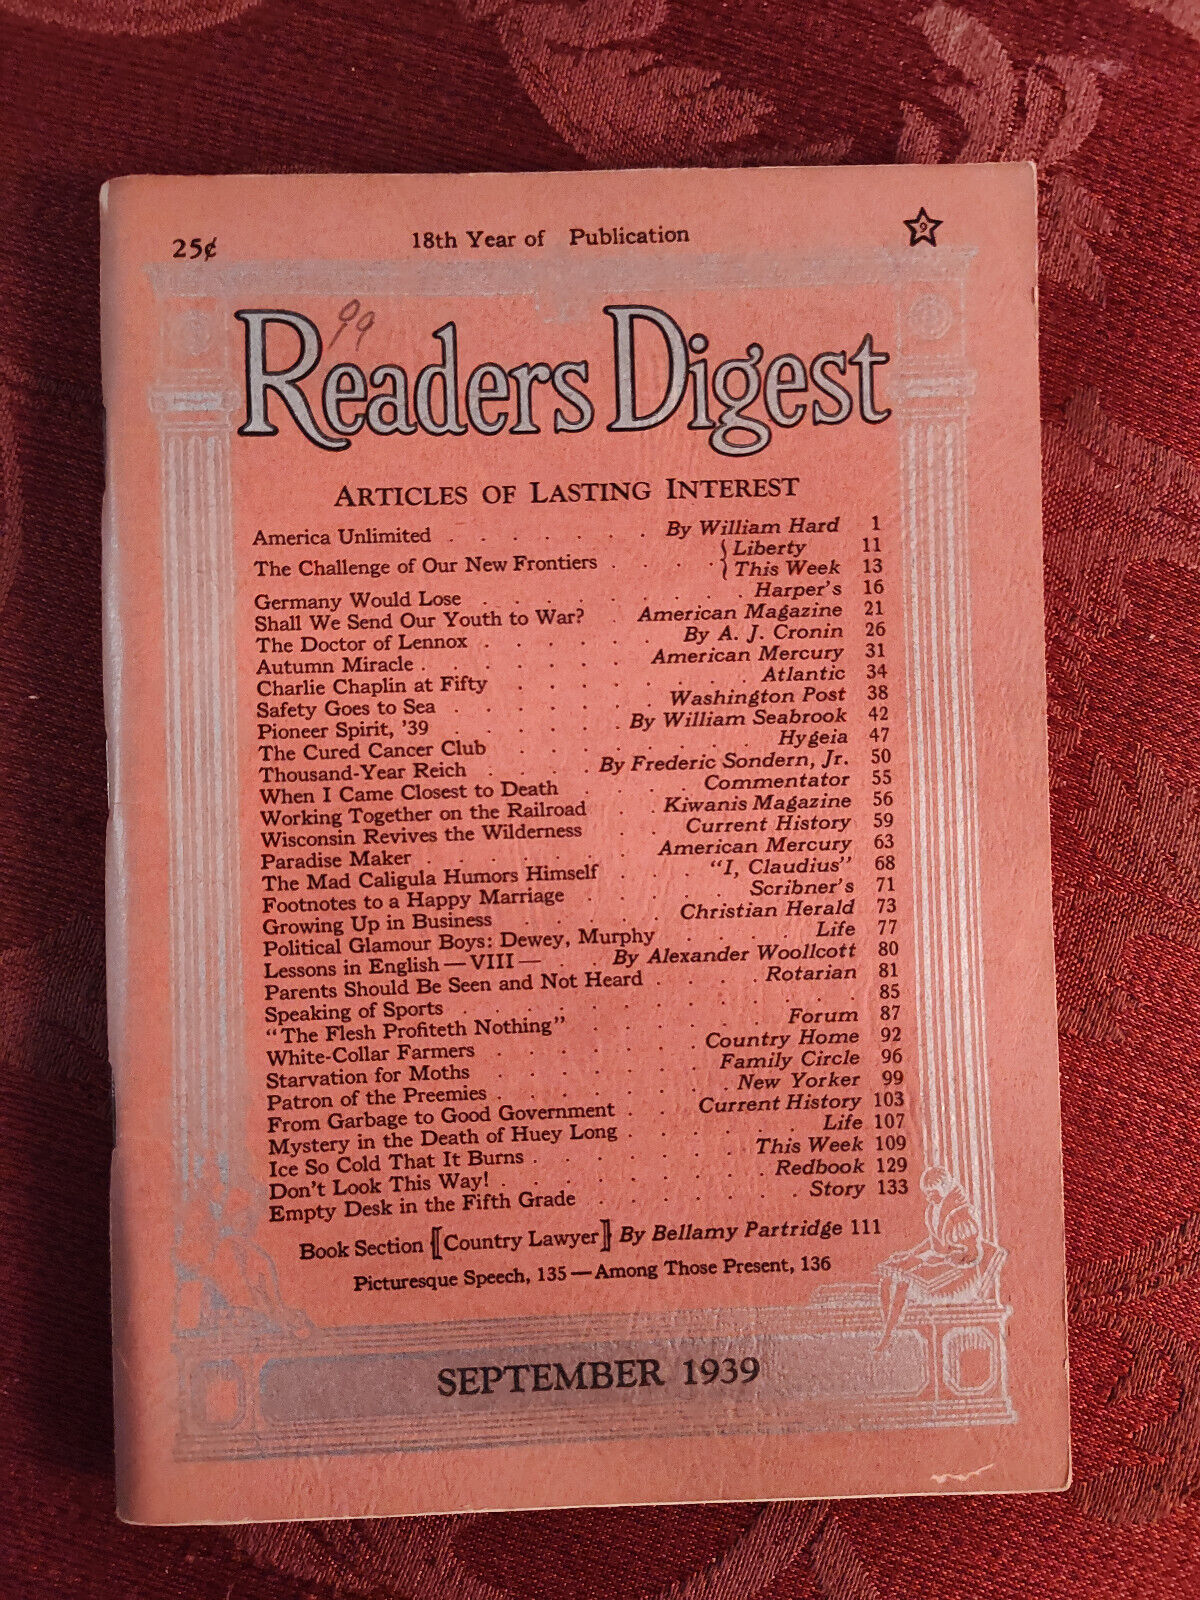 25¢ 18th Year of Publication 9
99
Readers Digest
ARTICLES OF LASTING INTEREST
America Unlimited . . . . . . . By William Hard 1
The Challenge of Our New Frontiers . . . . { Liberty 11
{ This Week 13
Germany Would Lose . . . . . . . . . Harper's 16
Shall We Send Our Youth to War? . American Magazine 21
The Doctor of Lennox . . . . . . By A. J. Cronin 26
Autumn Miracle . . . . . . . American Mercury 31
Charlie Chaplin at Fifty . . . . . . . . Atlantic 34
Safety Goes to Sea . . . . . . . Washington Post 38
Pioneer Spirit, '39 . . . . . . By William Seabrook 42
The Cured Cancer Club . . . . . . . . Hygeia 47
Thousand-Year Reich . . . . By Frederic Sondern, Jr. 50
When I Came Closest to Death . . . . Commentator 55
Working Together on the Railroad . . Kiwanis Magazine 56
Wisconsin Revives the Wilderness . . Current History 59
Paradise Maker . . . . . . . American Mercury 63
The Mad Caligula Humors Himself . . . . "I, Claudius" 68
Footnotes to a Happy Marriage . . . . . Scribner's 71
Growing Up in Business . . . . . Christian Herald 73
Political Glamour Boys: Dewey, Murphy . . . . Life 77
Lessons in English—VIII— . . By Alexander Woollcott 80
Parents Should Be Seen and Not Heard . . . . Rotarian 81
Speaking of Sports . . . . . . . . . . . . 85
"The Flesh Profiteth Nothing" . . . . . . Forum 87
White-Collar Farmers . . . . . . . Country Home 92
Starvation for Moths . . . . . . . Family Circle 96
Patron of the Preemies . . . . . . . New Yorker 99
From Garbage to Good Government . . Current History 103
Mystery in the Death of Huey Long . . . . . . Life 107
Ice So Cold That It Burns . . . . . . . This Week 109
Don't Look This Way! . . . . . . . . . Redbook 129
Empty Desk in the Fifth Grade . . . . . . . Story 133
Book Section [Country Lawyer] By Bellamy Partridge 111
Picturesque Speech, 135—Among Those Present, 136
SEPTEMBER 1939